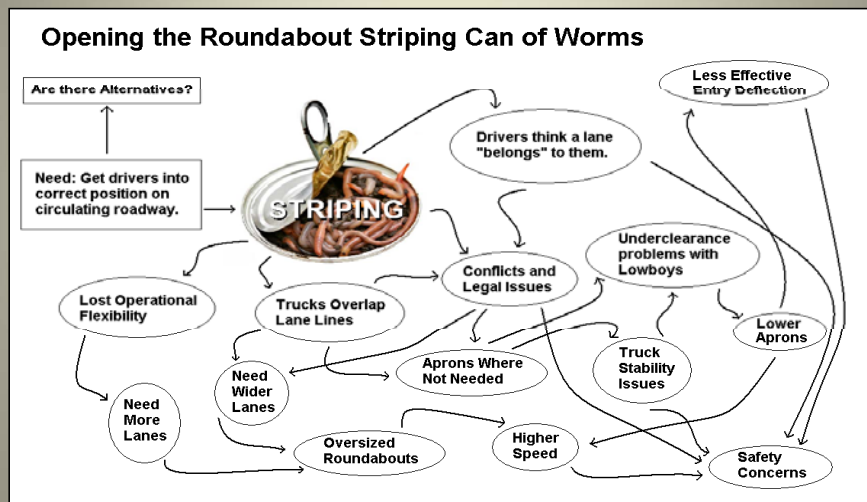 Opening the Roundabout Striping Can of Worms
Are there Alternatives?
Need: Get drivers into
correct position on
circulating roadway.
STRIPING
Drivers think a lane
"belongs" to them.
Less Effective
Entry Deflection
Lost Operational
Flexibility
Trucks Overlap
Lane Lines
Conflicts and
Legal Issues
Underclearance
problems with
Lowboys
Lower
Aprons
Need
More
Lanes
Need
Wider
Lanes
Aprons Where
Not Needed
Truck
Stability
Issues
Oversized
Roundabouts
Higher
Speed
Safety
Concerns